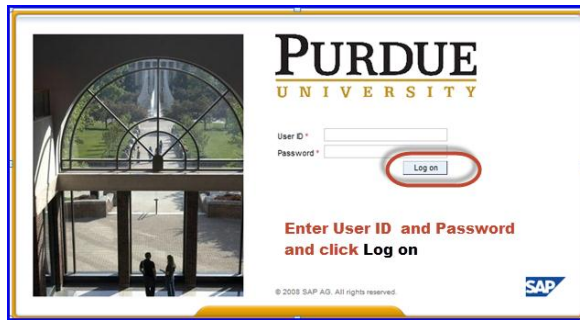 PURDUE
UNIVERSITY
User ID *
Password *
Log on
Enter User ID and Password
and click Log on
© 2008 SAP AG. All rights reserved.
SAP